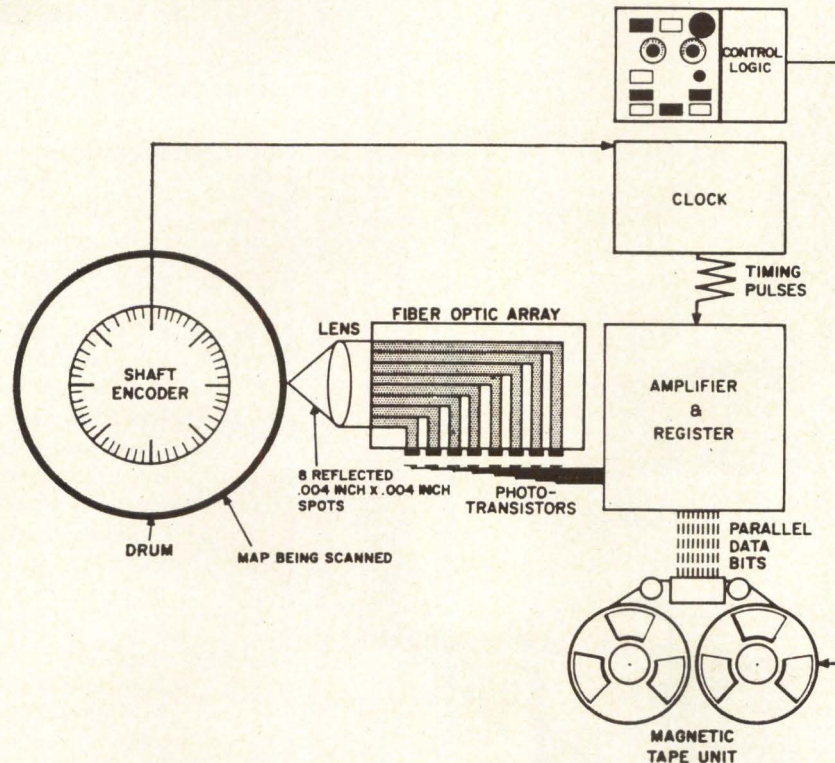 CONTROL
LOGIC
CLOCK
TIMING
PULSES
FIBER OPTIC ARRAY
LENS
SHAFT
ENCODER
AMPLIFIER
&
REGISTER
8 REFLECTED
.004 INCH X .004 INCH
SPOTS
PHOTO-
TRANSISTORS
DRUM
MAP BEING SCANNED
PARALLEL
DATA
BITS
MAGNETIC
TAPE UNIT